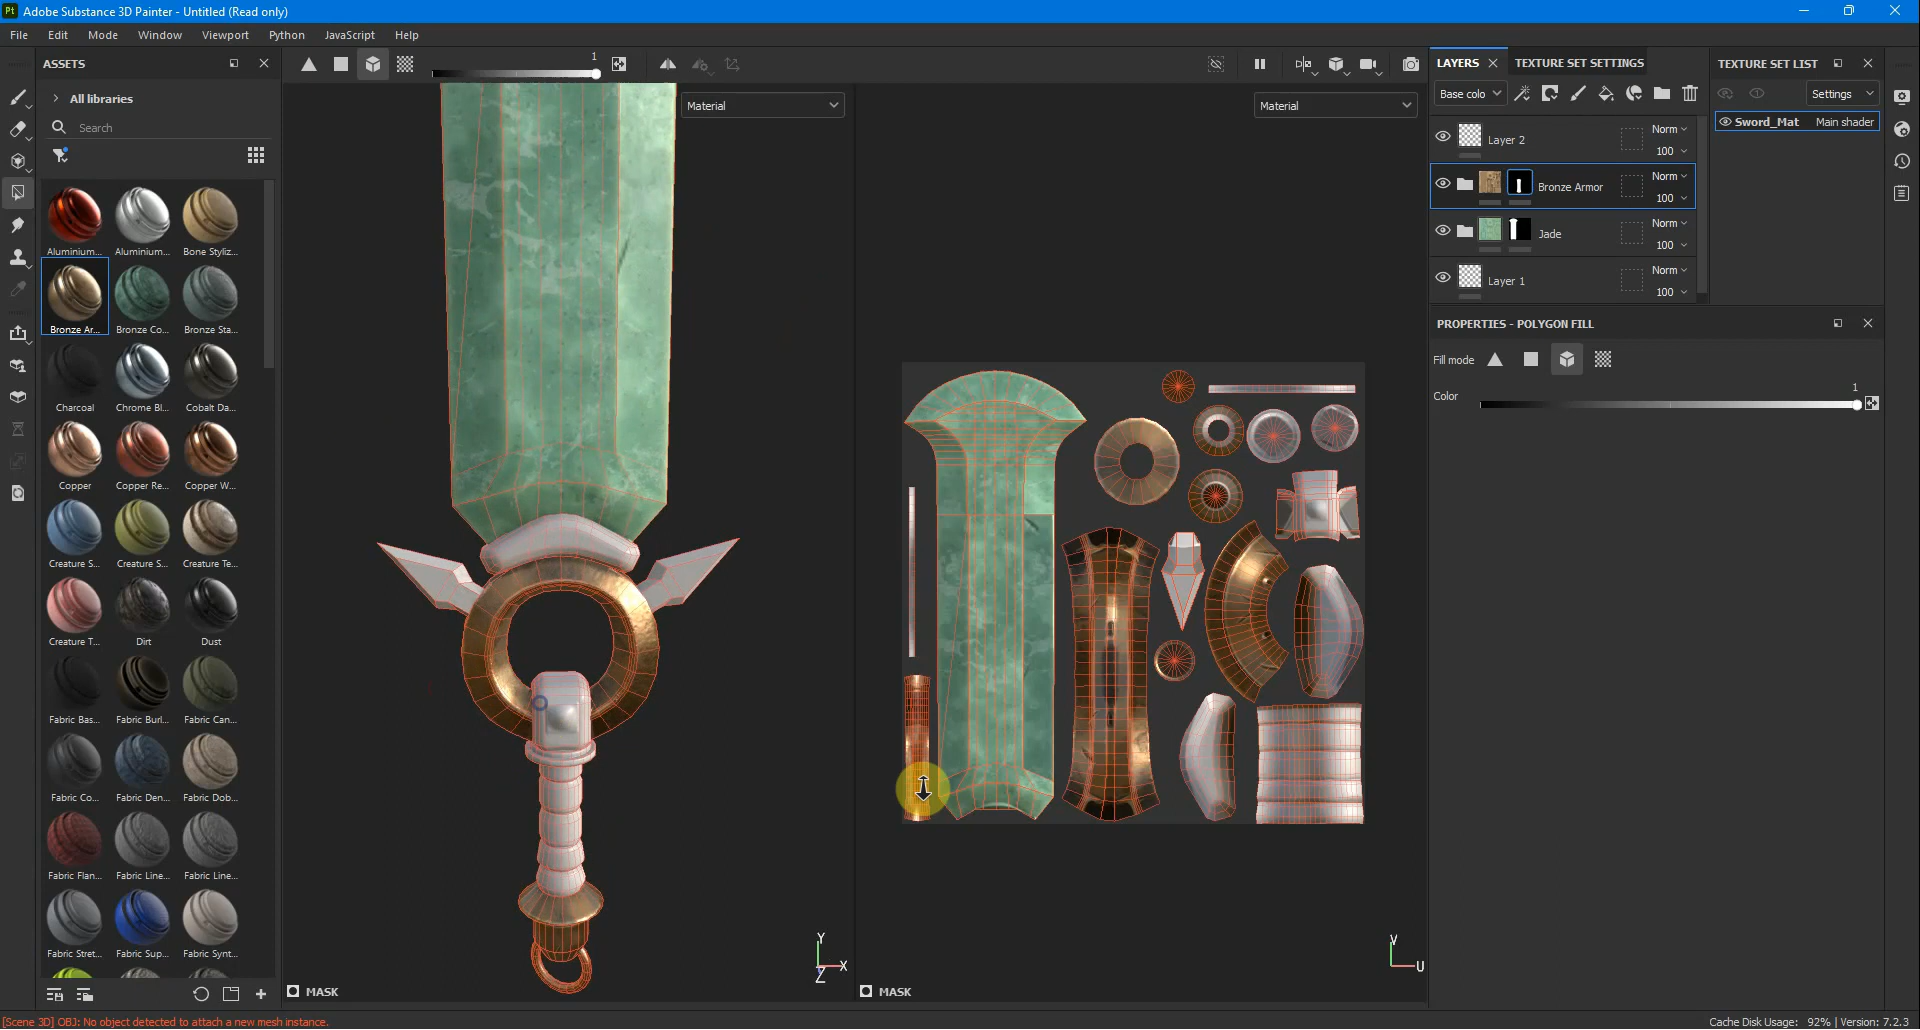 Pt Adobe Substance 3D Painter - Untitled (Read only)
File Edit Mode Window Viewport Python JavaScript Help
ASSETS
All libraries
Search
Aluminium... Aluminium... Bone Styliz...
Bronze Ar... Bronze Co... Bronze Sta...
Charcoal Chrome Bl... Cobalt Da...
Copper Copper Re... Copper W...
Creature S... Creature S... Creature Te...
Creature T... Dirt Dust
Fabric Bas... Fabric Burl... Fabric Can...
Fabric Co... Fabric Den... Fabric Dob...
Fabric Flan... Fabric Line... Fabric Line...
Fabric Stret... Fabric Sup... Fabric Synt...
1
Material
Material
Y
X
Z
V
U
MASK
MASK
LAYERS TEXTURE SET SETTINGS
Base colo
Layer 2 Norm
100
Bronze Armor Norm
100
Jade Norm
100
Layer 1 Norm
100
TEXTURE SET LIST
Settings
Sword_Mat Main shader
PROPERTIES - POLYGON FILL
Fill mode
Color 1
[Scene 3D] OBJ: No object detected to attach a new mesh instance.
Cache Disk Usage: 92% | Version: 7.2.3